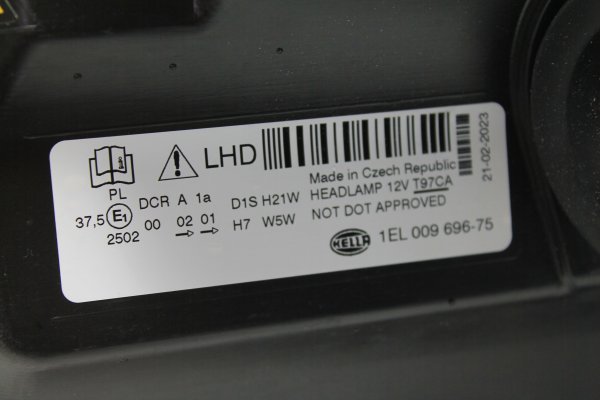 LHD
Made in Czech Republic
PL DCR A 1a D1S H21W HEADLAMP 12V T97CA
37,5 E1 00 02 01 H7 W5W NOT DOT APPROVED
2502
HELLA 1EL 009 696-75
21-02-2023